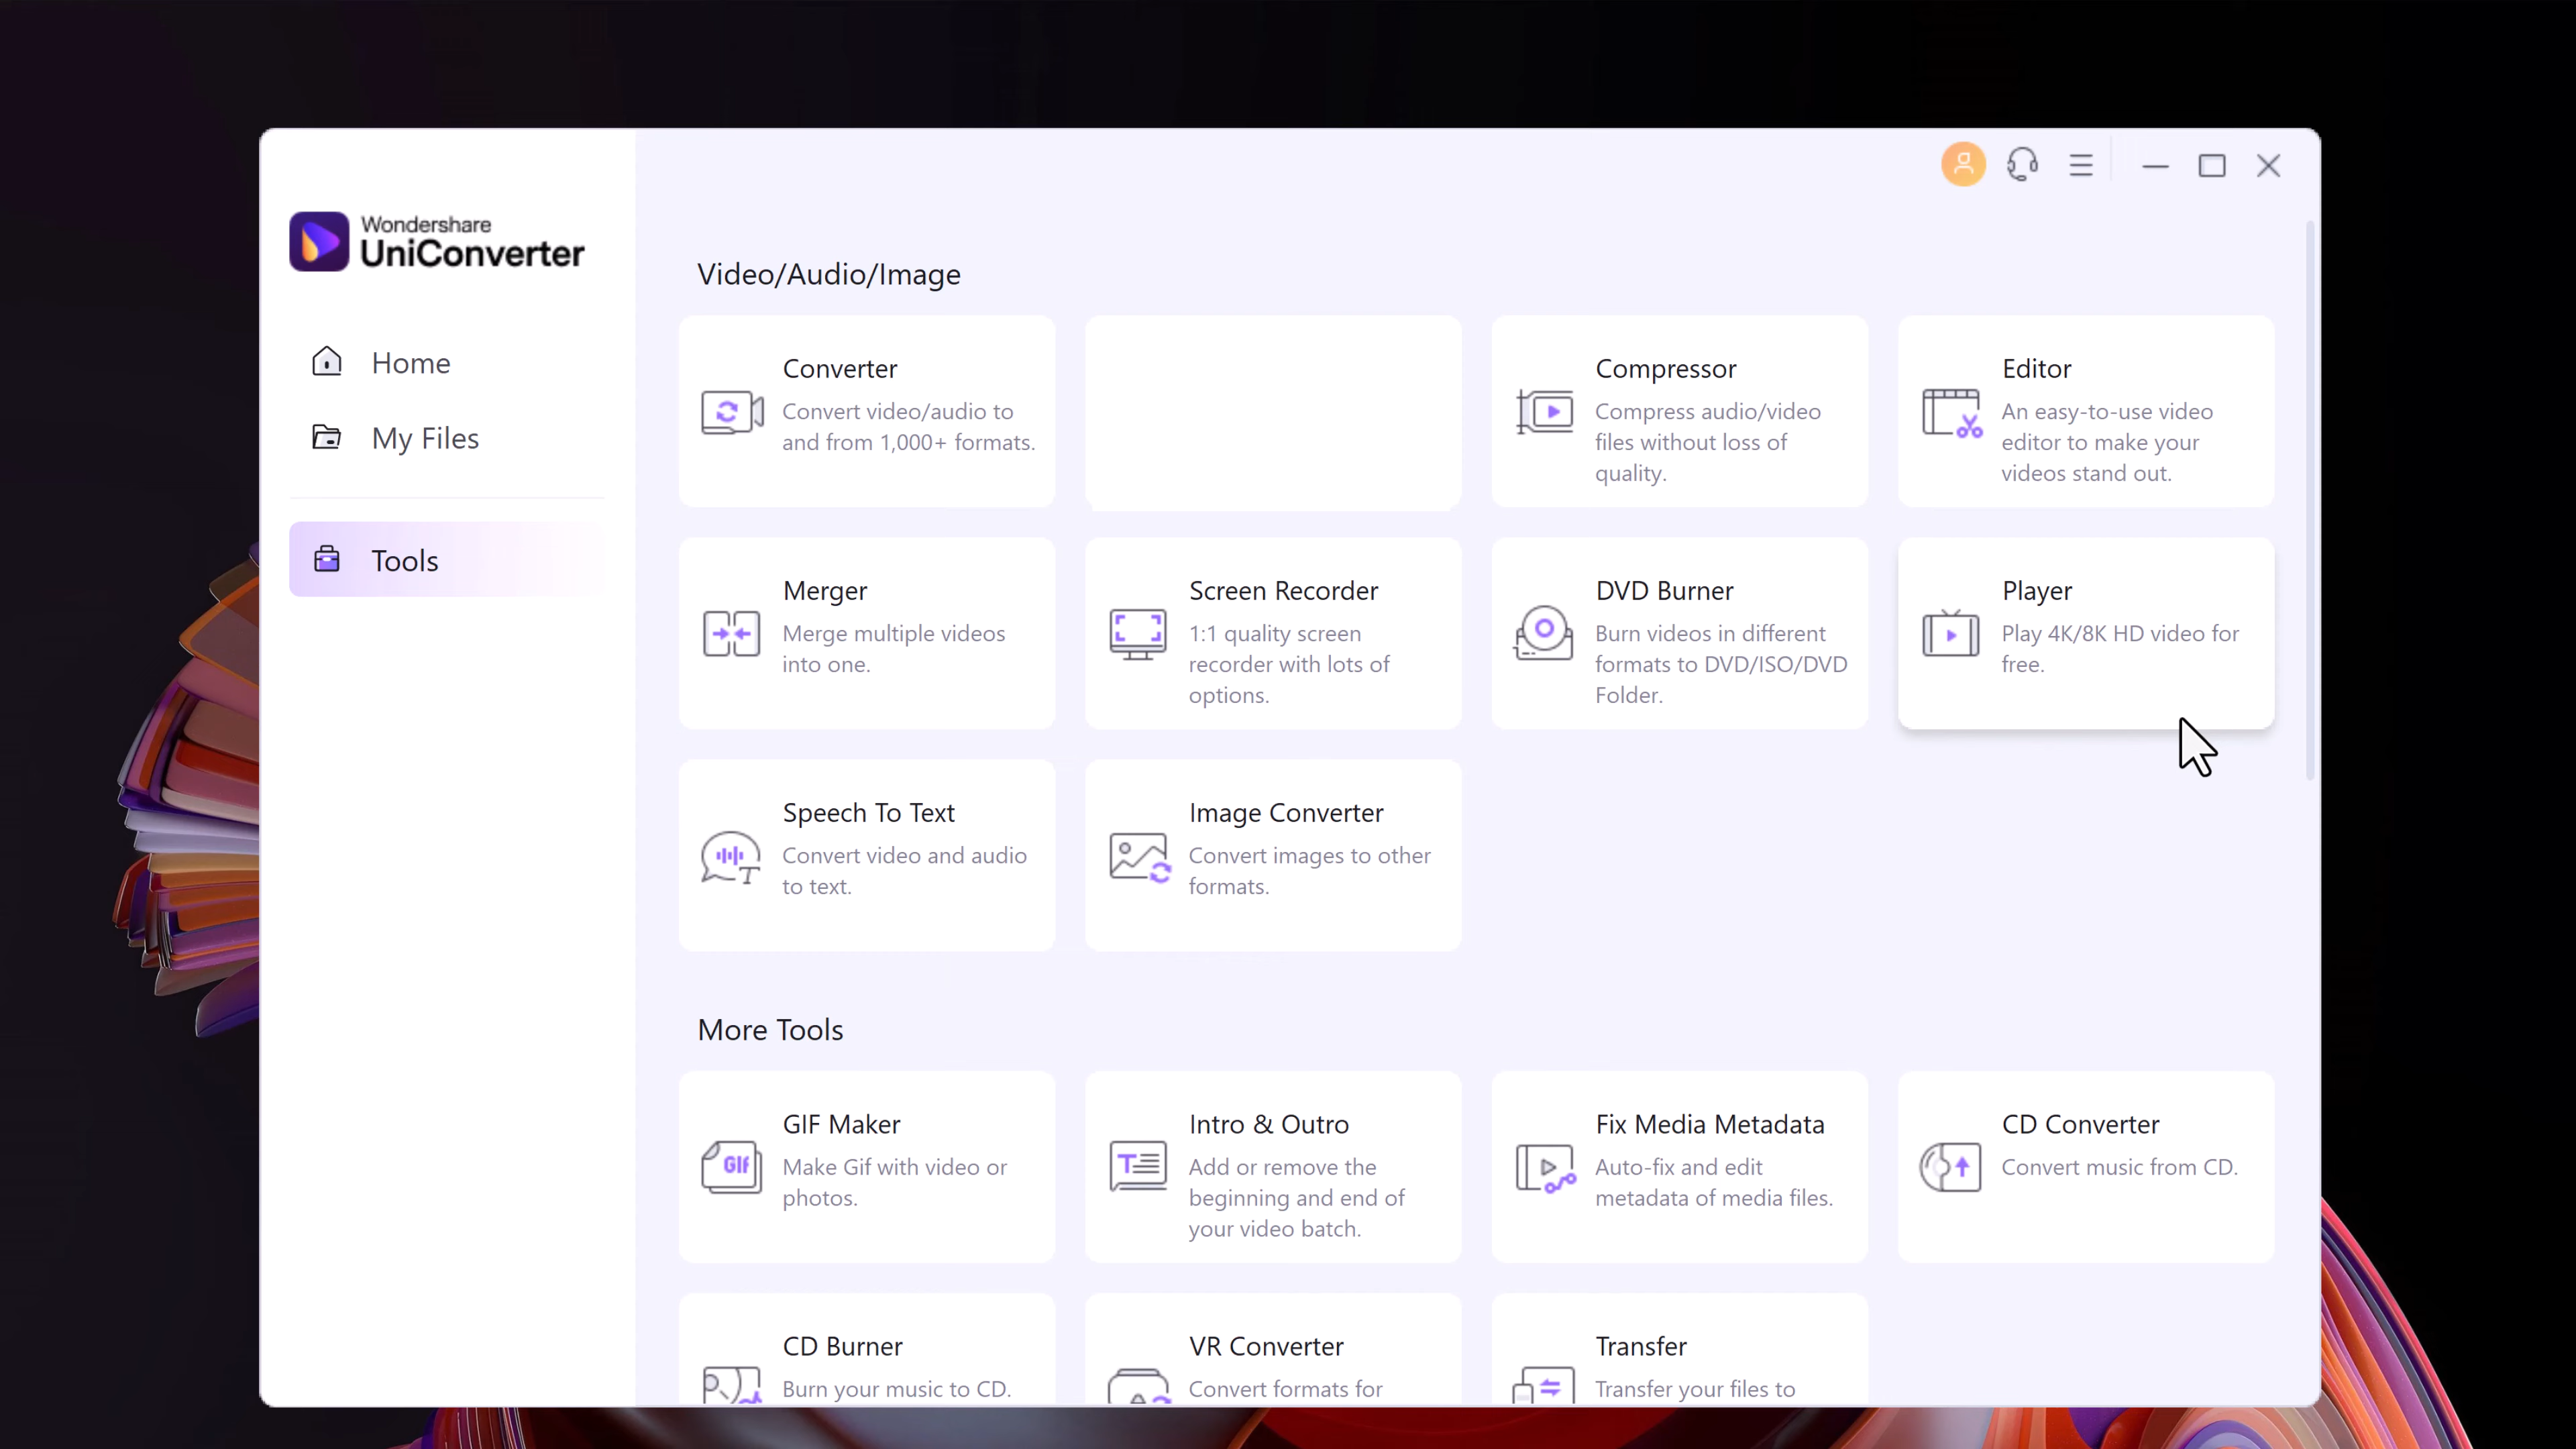 Wondershare
UniConverter
Home
My Files
Tools
Video/Audio/Image
Converter
Convert video/audio to
and from 1,000+ formats.
Compressor
Compress audio/video
files without loss of
quality.
Editor
An easy-to-use video
editor to make your
videos stand out.
Merger
Merge multiple videos
into one.
Screen Recorder
1:1 quality screen
recorder with lots of
options.
DVD Burner
Burn videos in different
formats to DVD/ISO/DVD
Folder.
Player
Play 4K/8K HD video for
free.
Speech To Text
Convert video and audio
to text.
Image Converter
Convert images to other
formats.
More Tools
GIF Maker
GIf
Make Gif with video or
photos.
Intro & Outro
Add or remove the
beginning and end of
your video batch.
Fix Media Metadata
Auto-fix and edit
metadata of media files.
CD Converter
Convert music from CD.
CD Burner
Burn your music to CD.
VR Converter
Convert formats for
Transfer
Transfer your files to